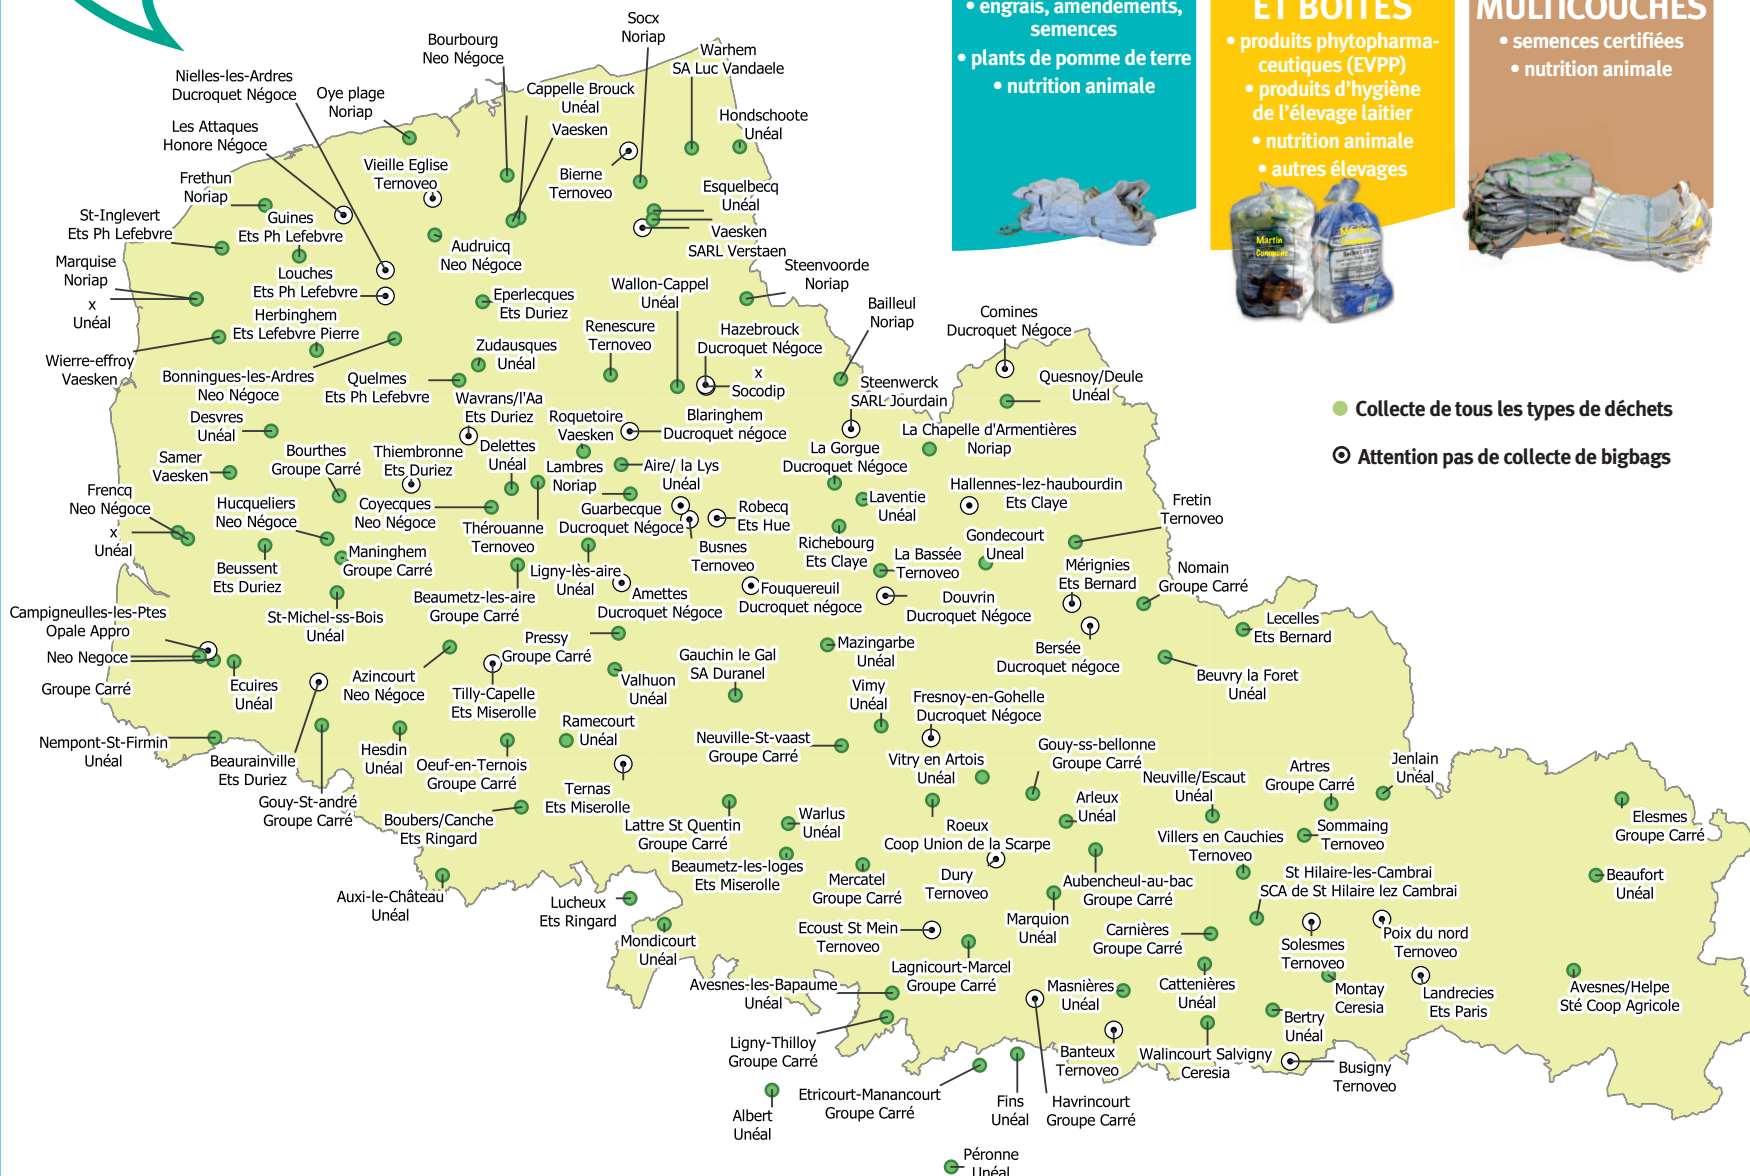 • engrais, amendements,
semences
• plants de pomme de terre
• nutrition animale
ET BOITES
• produits phytopharma-
ceutiques (EVPP)
• produits d'hygiène
de l'élevage laitier
• nutrition animale
• autres élevages
MULTICOUCHES
• semences certifiées
• nutrition animale
Martin
Commune
Collecte de tous les types de déchets
Attention pas de collecte de bigbags
Socx
Noriap
Bourbourg
Neo Négoce
Warhem
SA Luc Vandaele
Nielles-les-Ardres
Ducroquet Négoce
Oye plage
Noriap
Cappelle Brouck
Unéal
Vaesken
Hondschoote
Unéal
Les Attaques
Honore Négoce
Vieille Eglise
Ternoveo
Bierne
Ternoveo
Frethun
Noriap
Esquelbecq
Unéal
St-Inglevert
Ets Ph Lefebvre
Guines
Ets Ph Lefebvre
Vaesken
SARL Verstaen
Audruicq
Neo Négoce
Marquise
Noriap
x
Unéal
Louches
Ets Ph Lefebvre
Steenvoorde
Noriap
Wallon-Cappel
Unéal
Eperlecques
Ets Duriez
Bailleul
Noriap
Herbinghem
Ets Lefebvre Pierre
Renescure
Ternoveo
Hazebrouck
Ducroquet Négoce
x
Socodip
Comines
Ducroquet Négoce
Wierre-effroy
Vaesken
Zudausques
Unéal
Bonningues-les-Ardres
Neo Négoce
Quelmes
Ets Ph Lefebvre
Steenwerck
SARL Jourdain
Quesnoy/Deule
Unéal
Wavrans/l'Aa
Ets Duriez
Desvres
Unéal
Roquetoire
Vaesken
Blaringhem
Ducroquet négoce
La Chapelle d'Armentières
Noriap
La Gorgue
Ducroquet Négoce
Bourthes
Groupe Carré
Thiembronne
Ets Duriez
Delettes
Unéal
Samer
Vaesken
Lambres
Noriap
Aire/ la Lys
Unéal
Frencq
Neo Négoce
x
Unéal
Hucqueliers
Neo Négoce
Coyecques
Neo Négoce
Laventie
Unéal
Hallennes-lez-haubourdin
Ets Claye
Guarbecque
Ducroquet Négoce
Robecq
Ets Hue
Fretin
Ternoveo
Thérouanne
Ternoveo
Busnes
Ternoveo
Richebourg
Ets Claye
Gondecourt
Uneal
Maninghem
Groupe Carré
La Bassée
Ternoveo
Beussent
Ets Duriez
Ligny-lès-aire
Unéal
Mérignies
Ets Bernard
Nomain
Groupe Carré
Fouquereuil
Ducroquet négoce
Campigneulles-les-Ptes
Opale Appro
Neo Negoce
Groupe Carré
St-Michel-ss-Bois
Unéal
Beaumetz-les-aire
Groupe Carré
Amettes
Ducroquet Négoce
Douvrin
Ducroquet Négoce
Lecelles
Ets Bernard
Pressy
Groupe Carré
Mazingarbe
Unéal
Bersée
Ducroquet négoce
Ecuires
Unéal
Azincourt
Neo Négoce
Gauchin le Gal
SA Duranel
Valhuon
Unéal
Beuvry la Foret
Unéal
Tilly-Capelle
Ets Miserolle
Vimy
Unéal
Fresnoy-en-Gohelle
Ducroquet Négoce
Nempont-St-Firmin
Unéal
Ramecourt
Unéal
Neuville-St-vaast
Groupe Carré
Gouy-ss-bellonne
Groupe Carré
Beaurainville
Ets Duriez
Hesdin
Unéal
Oeuf-en-Ternois
Groupe Carré
Vitry en Artois
Unéal
Neuville/Escaut
Unéal
Artres
Groupe Carré
Jenlain
Unéal
Gouy-St-andré
Groupe Carré
Ternas
Ets Miserolle
Arleux
Unéal
Boubers/Canche
Ets Ringard
Lattre St Quentin
Groupe Carré
Warlus
Unéal
Roeux
Coop Union de la Scarpe
Villers en Cauchies
Ternoveo
Sommaing
Ternoveo
Elesmes
Groupe Carré
Beaumetz-les-loges
Ets Miserolle
Mercatel
Groupe Carré
Dury
Ternoveo
Aubencheul-au-bac
Groupe Carré
St Hilaire-les-Cambrai
SCA de St Hilaire lez Cambrai
Beaufort
Unéal
Auxi-le-Château
Unéal
Lucheux
Ets Ringard
Ecoust St Mein
Ternoveo
Marquion
Unéal
Carnières
Groupe Carré
Mondicourt
Unéal
Solesmes
Ternoveo
Poix du nord
Ternoveo
Lagnicourt-Marcel
Groupe Carré
Avesnes-les-Bapaume
Unéal
Masnières
Unéal
Cattenières
Unéal
Montay
Ceresia
Landrecies
Ets Paris
Avesnes/Helpe
Sté Coop Agricole
Bertry
Unéal
Ligny-Thilloy
Groupe Carré
Banteux
Ternoveo
Walincourt Salvigny
Ceresia
Busigny
Ternoveo
Etricourt-Manancourt
Groupe Carré
Fins
Unéal
Havrincourt
Groupe Carré
Albert
Unéal
Péronne
Unéal